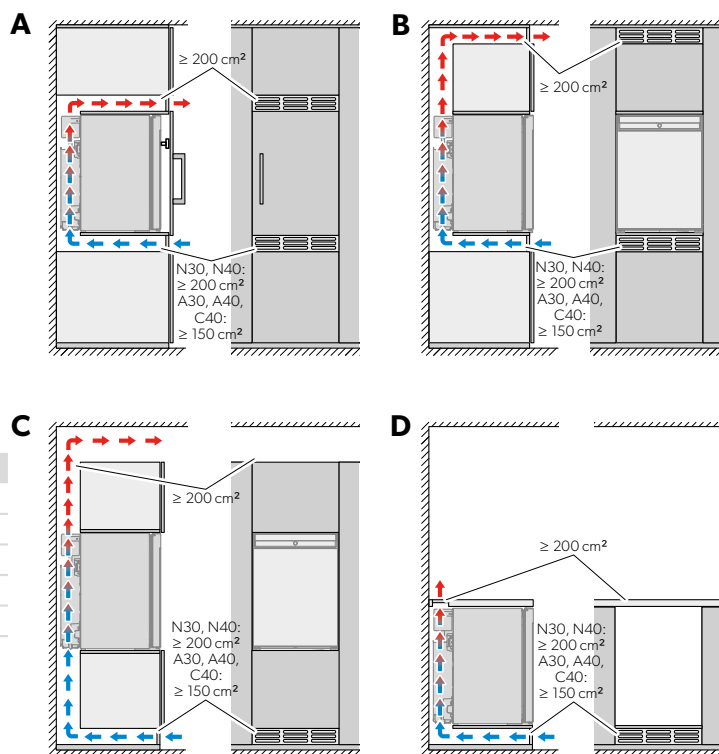 A
≥ 200 cm²
N30, N40:
≥ 200 cm²
A30, A40,
C40:
≥ 150 cm²
B
≥ 200 cm²
N30, N40:
≥ 200 cm²
A30, A40,
C40:
≥ 150 cm²
C
≥ 200 cm²
N30, N40:
≥ 200 cm²
A30, A40,
C40:
≥ 150 cm²
D
≥ 200 cm²
N30, N40:
≥ 200 cm²
A30, A40,
C40:
≥ 150 cm²